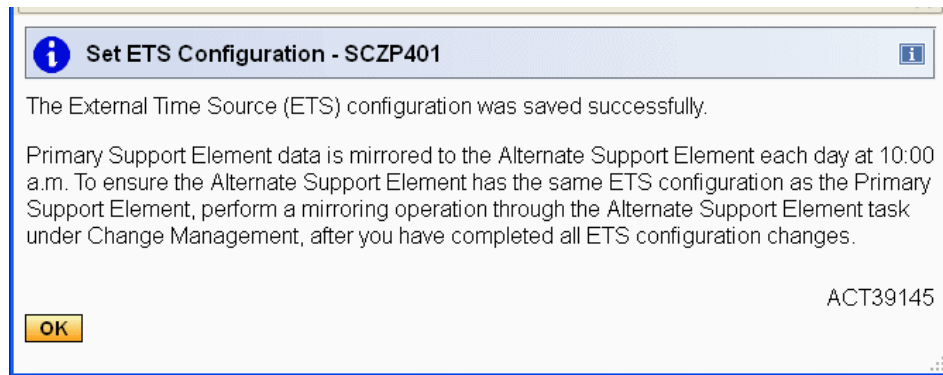 Set ETS Configuration - SCZP401
The External Time Source (ETS) configuration was saved successfully.
Primary Support Element data is mirrored to the Alternate Support Element each day at 10:00
a.m. To ensure the Alternate Support Element has the same ETS configuration as the Primary
Support Element, perform a mirroring operation through the Alternate Support Element task
under Change Management, after you have completed all ETS configuration changes.
ACT39145
OK